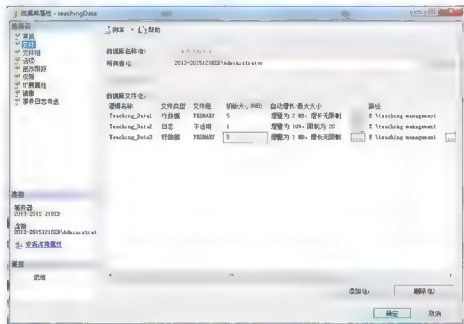 数据库属性 - teachingData
选择页
常规
文件
文件组
选项
更改跟踪
权限
扩展属性
镜像
事务日志传送
脚本 帮助
数据库名称(N):
所有者(O): 2013-20151218ZD\Administrator
数据库文件(F):
逻辑名称 文件类型 文件组 初始大小(MB) 自动增长/最大大小 路径
Teaching_Data1 行数据 PRIMARY 5 增量为 2 MB，增长无限制 E:\teaching management
Teaching_Data2 日志 不适用 1 增量为 10%，限制为 20 E:\teaching management
Teaching_Data3 行数据 PRIMARY 5 增量为 1 MB，增长无限制 ... E:\teaching management ...
连接
服务器:
2013-20151218ZD
连接:
2013-20151218ZD\Administrat
查看连接属性
进度
就绪
添加(A) 删除(R)
确定 取消